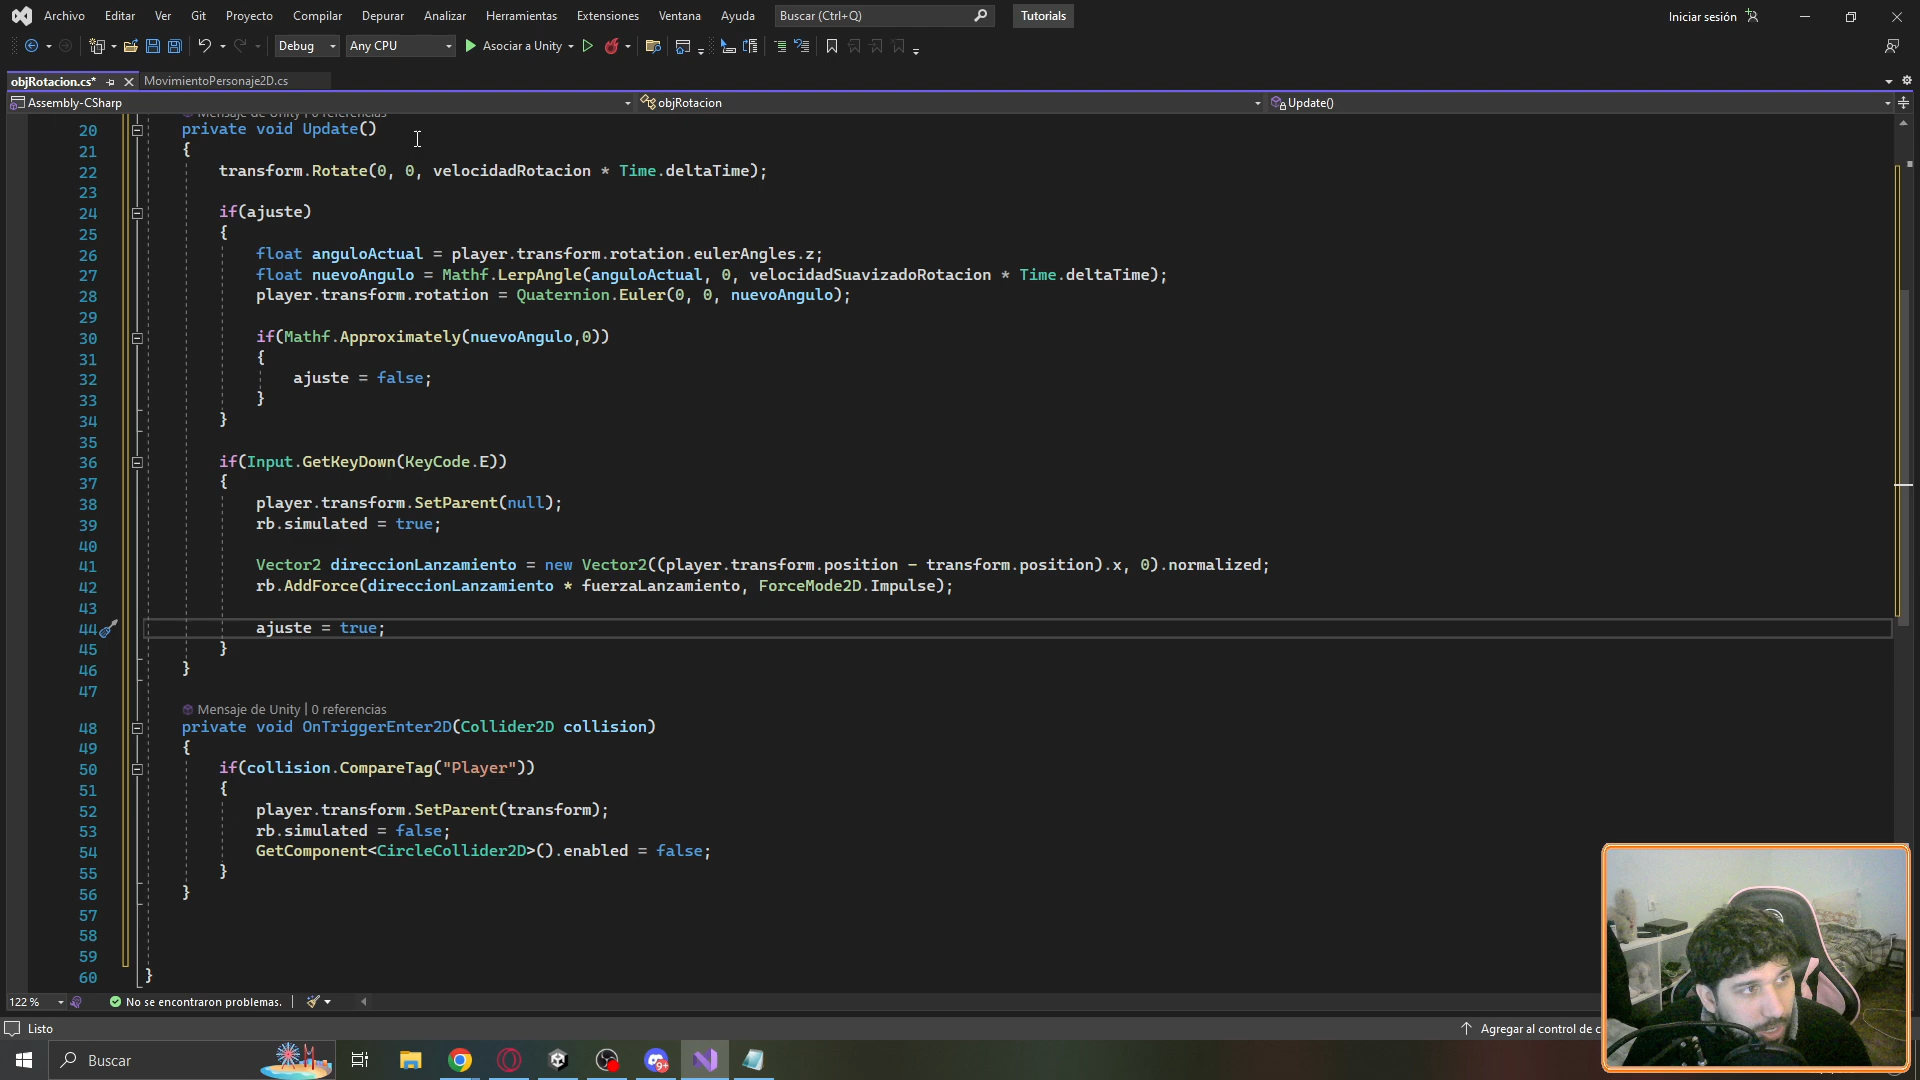 Archivo Editar Ver Git Proyecto Compilar Depurar Analizar Herramientas Extensiones Ventana Ayuda Buscar (Ctrl+Q) Tutorials Iniciar sesión
Debug Any CPU Asociar a Unity
objRotacion.cs* MovimientoPersonaje2D.cs
Assembly-CSharp objRotacion Update()
Mensaje de Unity | 0 referencias
20 private void Update()
21 {
22 transform.Rotate(0, 0, velocidadRotacion * Time.deltaTime);
23
24 if(ajuste)
25 {
26 float anguloActual = player.transform.rotation.eulerAngles.z;
27 float nuevoAngulo = Mathf.LerpAngle(anguloActual, 0, velocidadSuavizadoRotacion * Time.deltaTime);
28 player.transform.rotation = Quaternion.Euler(0, 0, nuevoAngulo);
29
30 if(Mathf.Approximately(nuevoAngulo,0))
31 {
32 ajuste = false;
33 }
34 }
35
36 if(Input.GetKeyDown(KeyCode.E))
37 {
38 player.transform.SetParent(null);
39 rb.simulated = true;
40
41 Vector2 direccionLanzamiento = new Vector2((player.transform.position - transform.position).x, 0).normalized;
42 rb.AddForce(direccionLanzamiento * fuerzaLanzamiento, ForceMode2D.Impulse);
43
44 ajuste = true;
45 }
46 }
47
Mensaje de Unity | 0 referencias
48 private void OnTriggerEnter2D(Collider2D collision)
49 {
50 if(collision.CompareTag("Player"))
51 {
52 player.transform.SetParent(transform);
53 rb.simulated = false;
54 GetComponent<CircleCollider2D>().enabled = false;
55 }
56 }
57
58
59
60 }
122 % No se encontraron problemas.
Listo Agregar al control de c
Buscar 9+